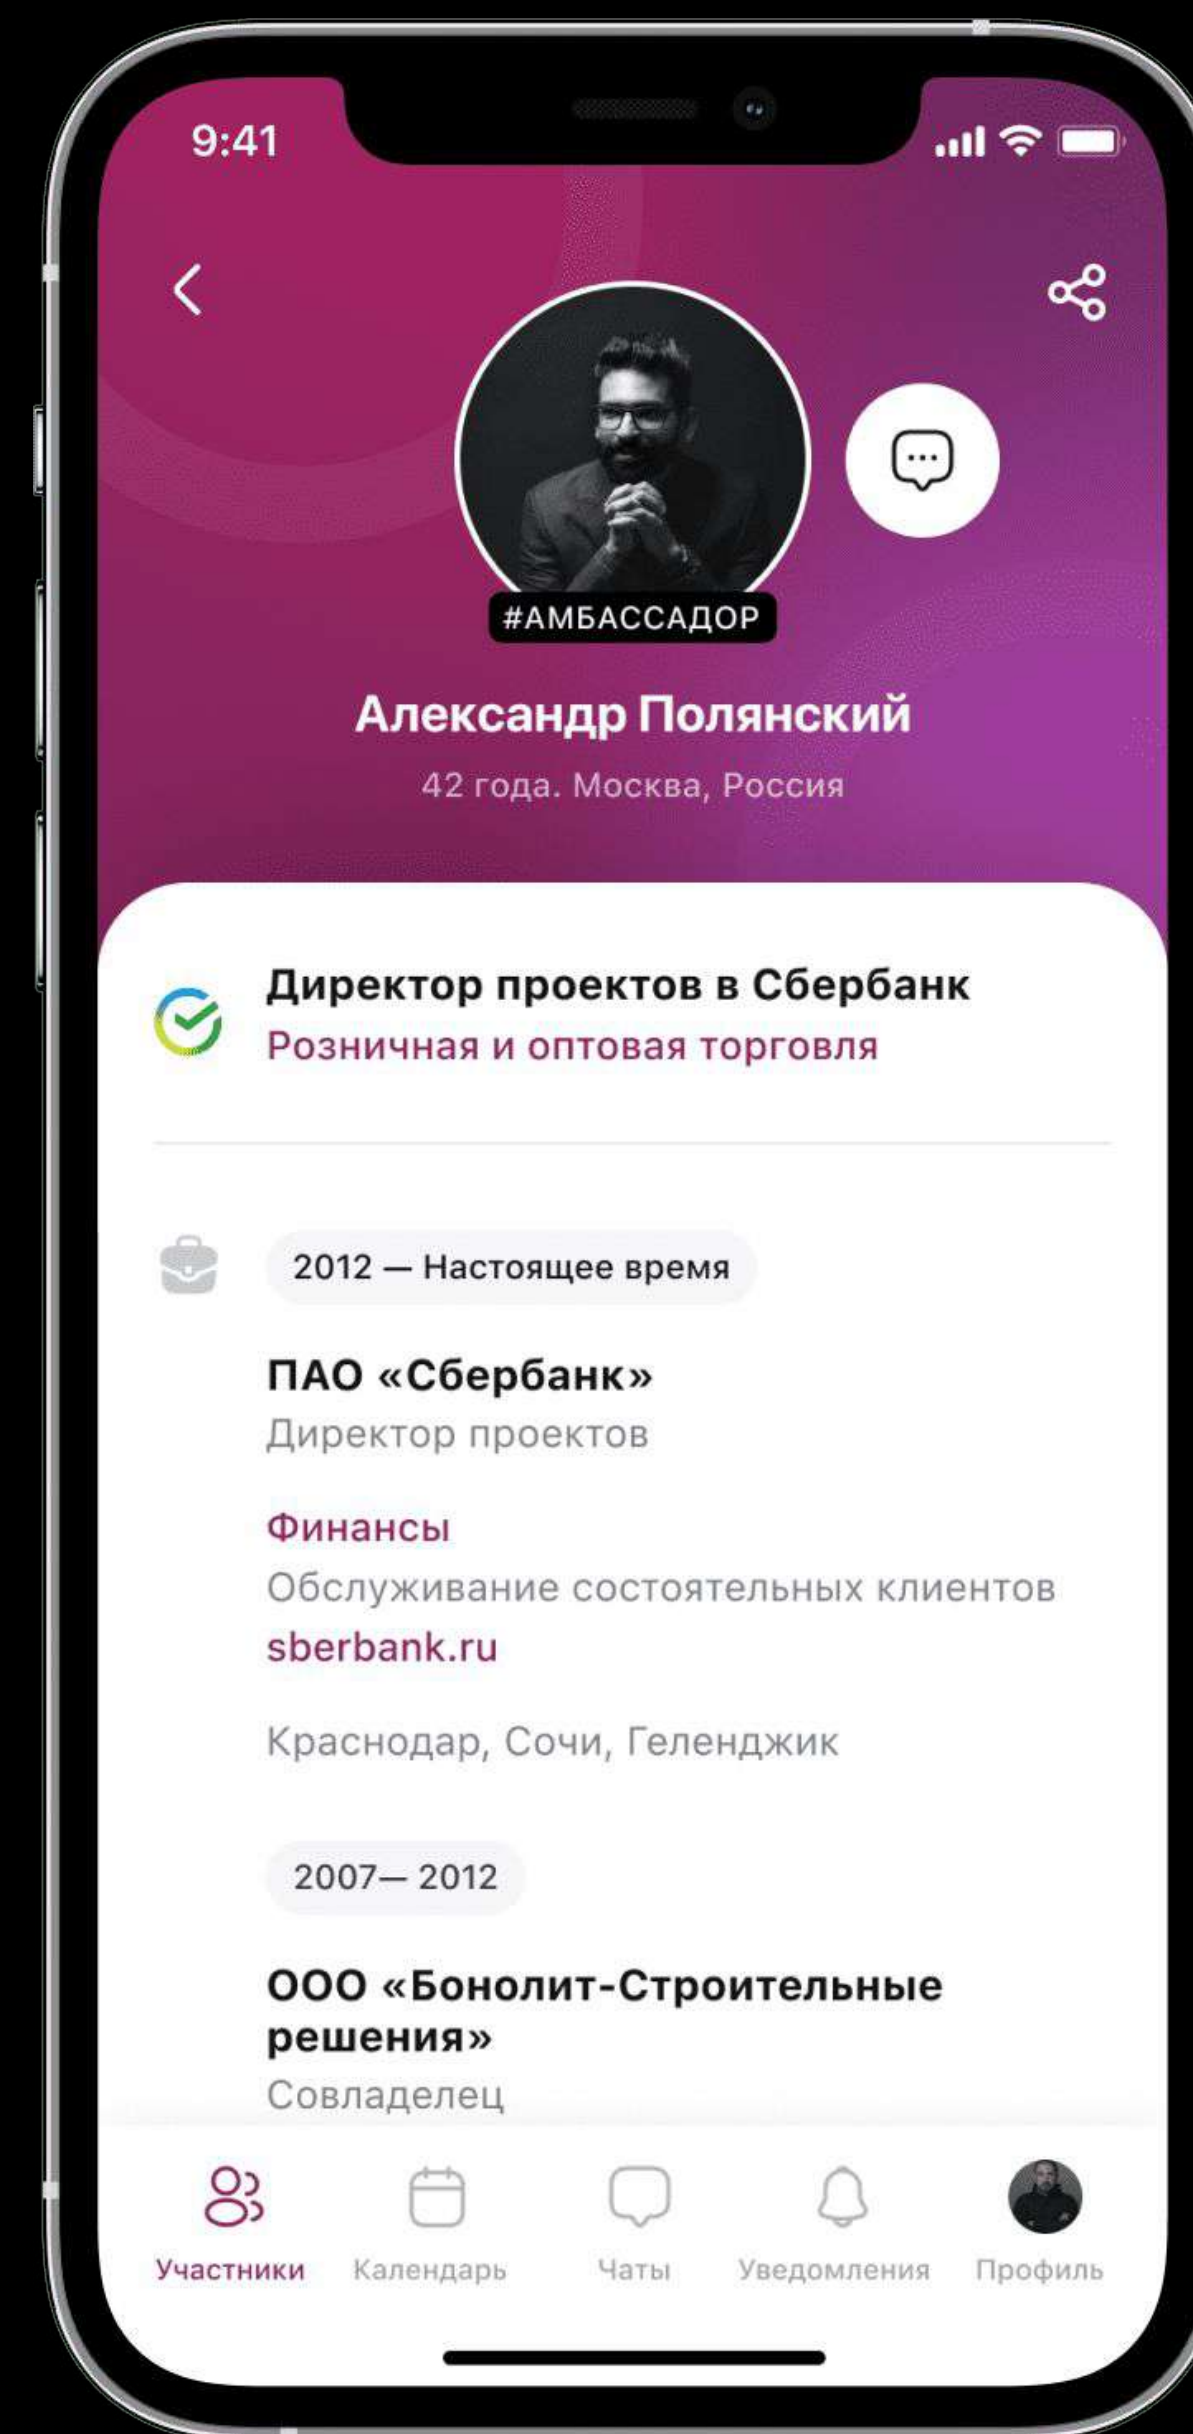 9:41
#АМБАССАДОР
Александр Полянский
42 года. Москва, Россия
Директор проектов в Сбербанк
Розничная и оптовая торговля
2012 — Настоящее время
ПАО «Сбербанк»
Директор проектов
Финансы
Обслуживание состоятельных клиентов
sberbank.ru
Краснодар, Сочи, Геленджик
2007— 2012
ООО «Бонолит-Строительные
решения»
Совладелец
Участники
Календарь
Чаты
Уведомления
Профиль